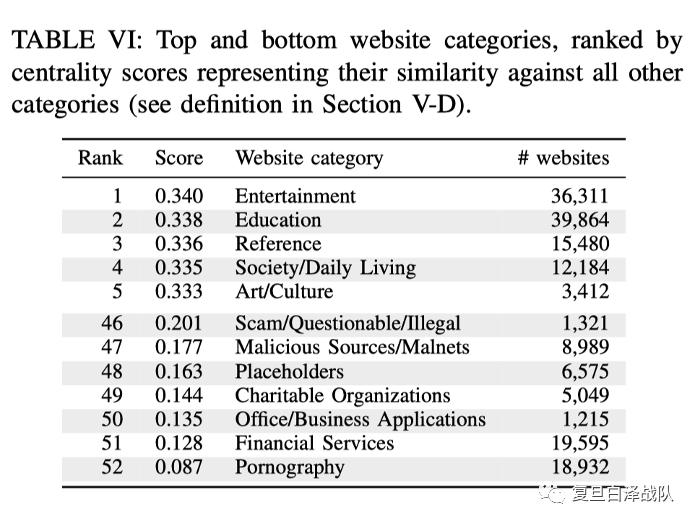 TABLE VI: Top and bottom website categories, ranked by
centrality scores representing their similarity against all other
categories (see definition in Section V-D).
Rank Score Website category # websites
1 0.340 Entertainment 36,311
2 0.338 Education 39,864
3 0.336 Reference 15,480
4 0.335 Society/Daily Living 12,184
5 0.333 Art/Culture 3,412
46 0.201 Scam/Questionable/Illegal 1,321
47 0.177 Malicious Sources/Malnets 8,989
48 0.163 Placeholders 6,575
49 0.144 Charitable Organizations 5,049
50 0.135 Office/Business Applications 1,215
51 0.128 Financial Services 19,595
52 0.087 Pornography 18,932
复旦白泽战队